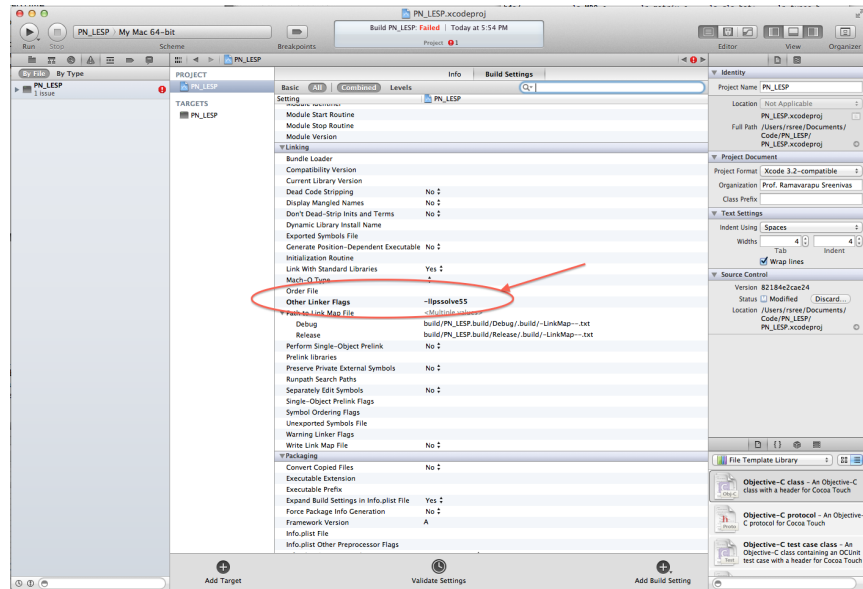 PN_LESP.xcodeproj
PN_LESP
My Mac 64-bit
Build PN_LESP: Failed | Today at 5:54 PM
Project 1
Run Stop Scheme Breakpoints Editor View Organizer
PN_LESP
By File By Type
PN_LESP
1 issue
PROJECT
PN_LESP
TARGETS
PN_LESP
Info Build Settings
Basic All Combined Levels
Setting PN_LESP
Module Start Routine
Module Stop Routine
Module Version
Linking
Bundle Loader
Compatibility Version
Current Library Version
Dead Code Stripping No
Display Mangled Names No
Don't Dead-Strip Inits and Terms No
Dynamic Library Install Name
Exported Symbols File
Generate Position-Dependent Executable No
Initialization Routine
Link With Standard Libraries Yes
Mach-O Type
Order File
Other Linker Flags -llpssolve55
Path to Link Map File <Multiple values>
Debug build/PN_LESP.build/Debug/.build/-LinkMap--.txt
Release build/PN_LESP.build/Release/.build/-LinkMap--.txt
Perform Single-Object Prelink No
Prelink libraries
Preserve Private External Symbols No
Runpath Search Paths
Separately Edit Symbols No
Single-Object Prelink Flags
Symbol Ordering Flags
Unexported Symbols File
Warning Linker Flags
Write Link Map File No
Packaging
Convert Copied Files No
Executable Extension
Executable Prefix
Expand Build Settings in Info.plist File Yes
Force Package Info Generation No
Framework Version A
Info.plist File
Info.plist Other Preprocessor Flags
Add Target Validate Settings Add Build Setting
Identity
Project Name PN_LESP
Location Not Applicable
PN_LESP.xcodeproj
Full Path /Users/rsree/Documents/
Code/PN_LESP/
PN_LESP.xcodeproj
Project Document
Project Format Xcode 3.2-compatible
Organization Prof. Ramavarapu Sreenivas
Class Prefix
Text Settings
Indent Using Spaces
Widths 4 4
Tab Indent
Wrap lines
Source Control
Version 82184e2cae24
Status M Modified Discard...
Location /Users/rsree/Documents/
Code/PN_LESP/
PN_LESP.xcodeproj
File Template Library
Objective-C class - An Objective-C
class with a header for Cocoa Touch
Objective-C protocol - An Objective-
C protocol for Cocoa Touch
Objective-C test case class - An
Objective-C class containing an OCUnit
test case with a header for Cocoa Touch